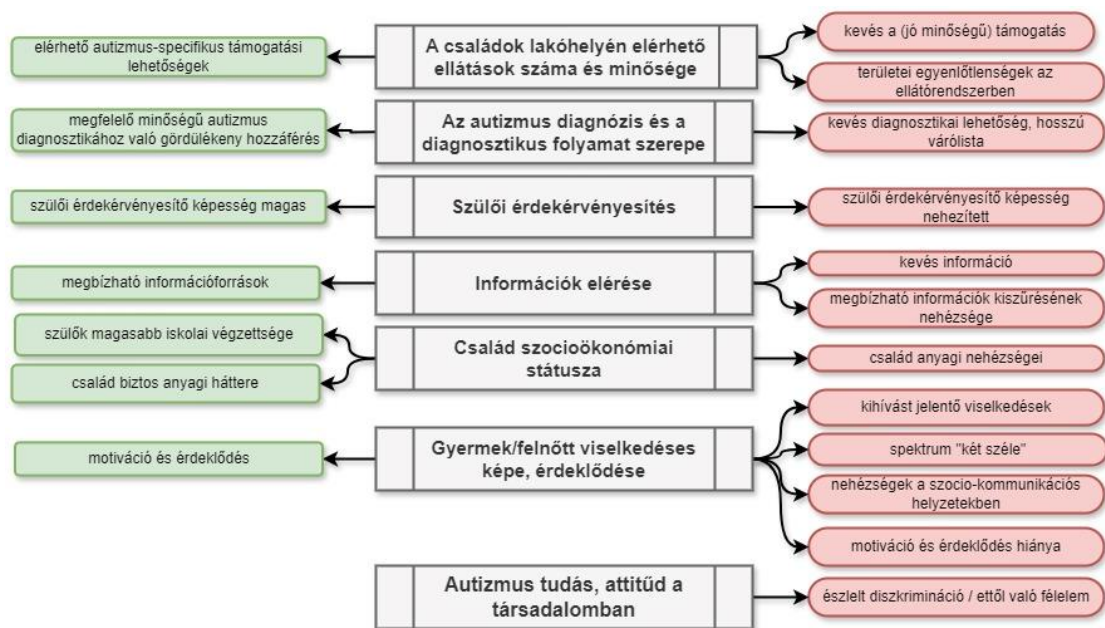 elérhető autizmus-specifikus támogatási
lehetőségek
A családok lakóhelyén elérhető
ellátások száma és minősége
kevés a (jó minőségű) támogatás
területei egyenlőtlenségek az
ellátórendszerben
megfelelő minőségű autizmus
diagnosztikához való gördülékeny hozzáférés
Az autizmus diagnózis és a
diagnosztikus folyamat szerepe
kevés diagnosztikai lehetőség, hosszú
várólista
szülői érdekérvényesítő képesség magas
Szülői érdekérvényesítés
szülői érdekérvényesítő képesség
nehezített
megbízható információforrások
Információk elérése
kevés információ
megbízható információk kiszűrésének
nehézsége
szülők magasabb iskolai végzettsége
család biztos anyagi háttere
Család szocioökonómiai
státusza
család anyagi nehézségei
motiváció és érdeklődés
Gyermek/felnőtt viselkedéses
képe, érdeklődése
kihívást jelentő viselkedések
spektrum "két széle"
nehézségek a szocio-kommunikációs
helyzetekben
motiváció és érdeklődés hiánya
Autizmus tudás, attitűd a
társadalomban
észlelt diszkrimináció / ettől való félelem